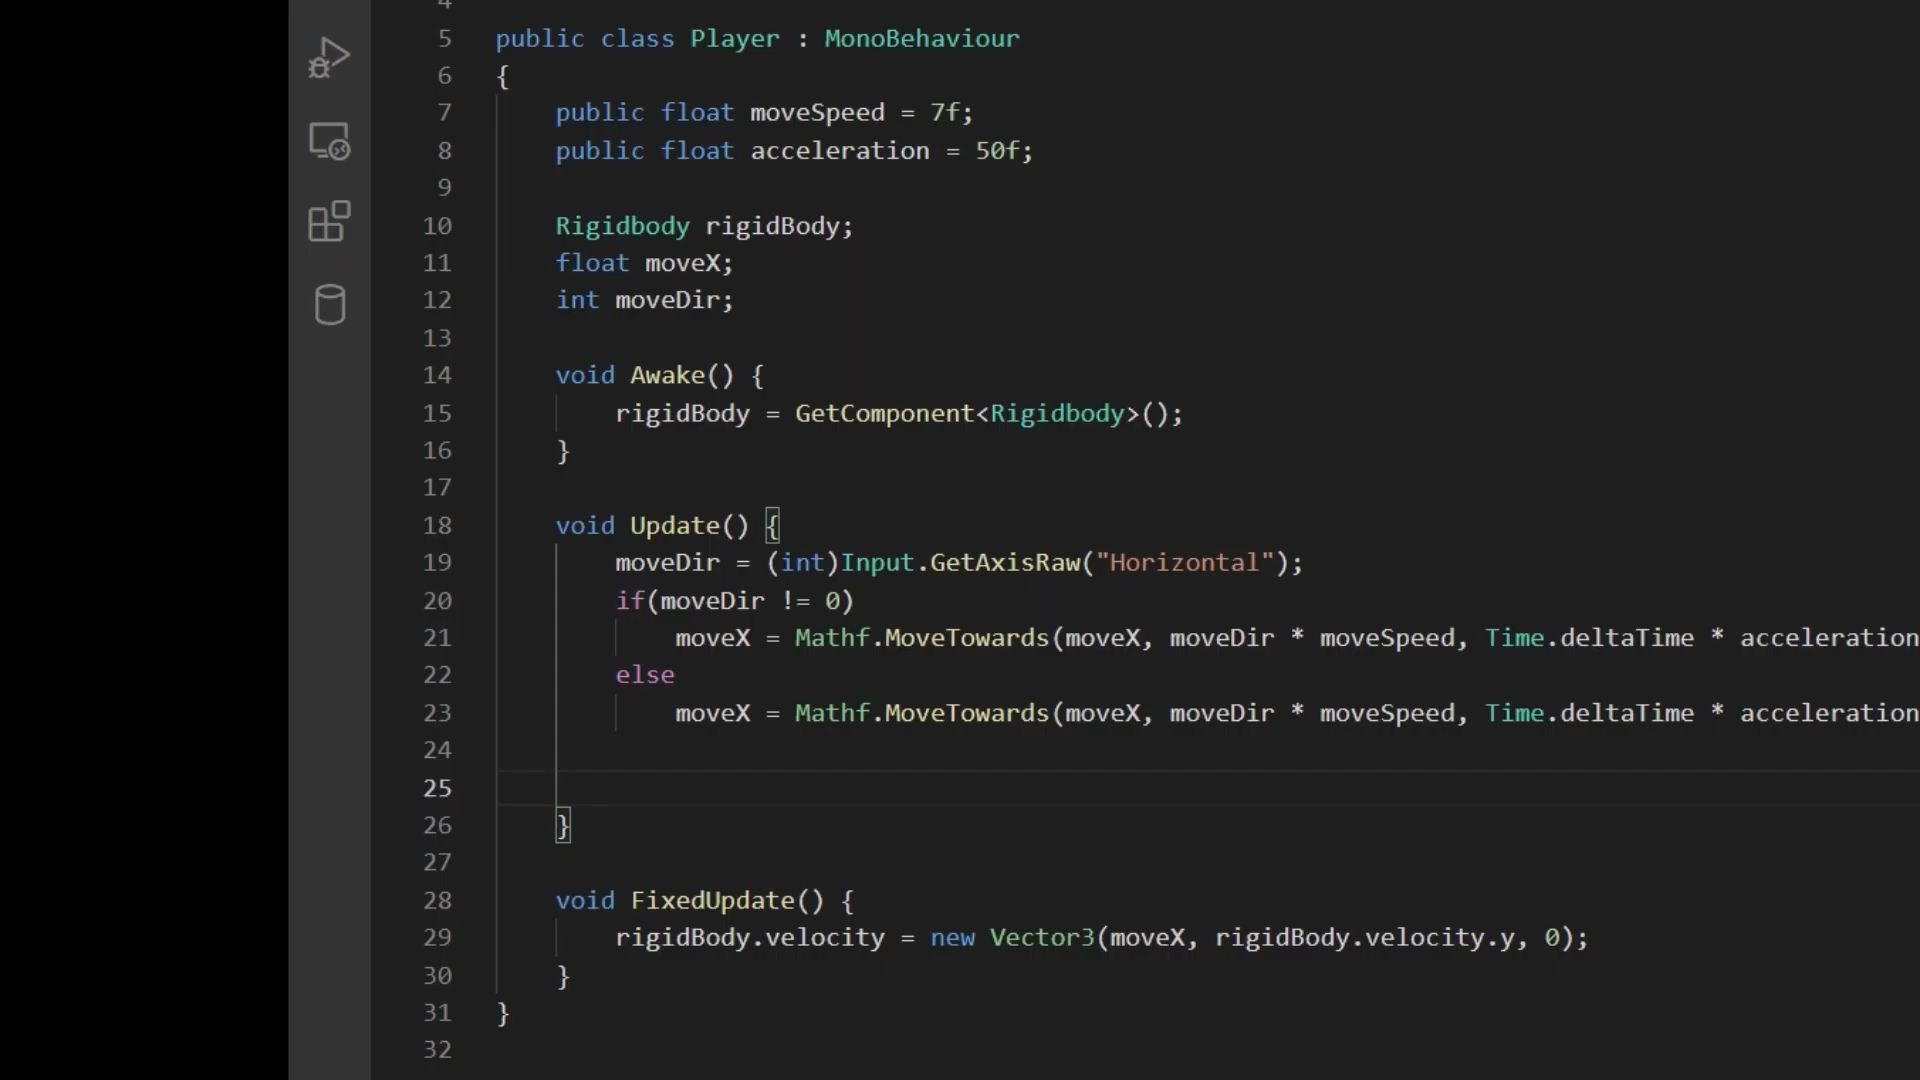 4
5 public class Player : MonoBehaviour
6 {
7 public float moveSpeed = 7f;
8 public float acceleration = 50f;
9
10 Rigidbody rigidBody;
11 float moveX;
12 int moveDir;
13
14 void Awake() {
15 rigidBody = GetComponent<Rigidbody>();
16 }
17
18 void Update() {
19 moveDir = (int)Input.GetAxisRaw("Horizontal");
20 if(moveDir != 0)
21 moveX = Mathf.MoveTowards(moveX, moveDir * moveSpeed, Time.deltaTime * acceleration
22 else
23 moveX = Mathf.MoveTowards(moveX, moveDir * moveSpeed, Time.deltaTime * acceleration
24
25
26 }
27
28 void FixedUpdate() {
29 rigidBody.velocity = new Vector3(moveX, rigidBody.velocity.y, 0);
30 }
31 }
32